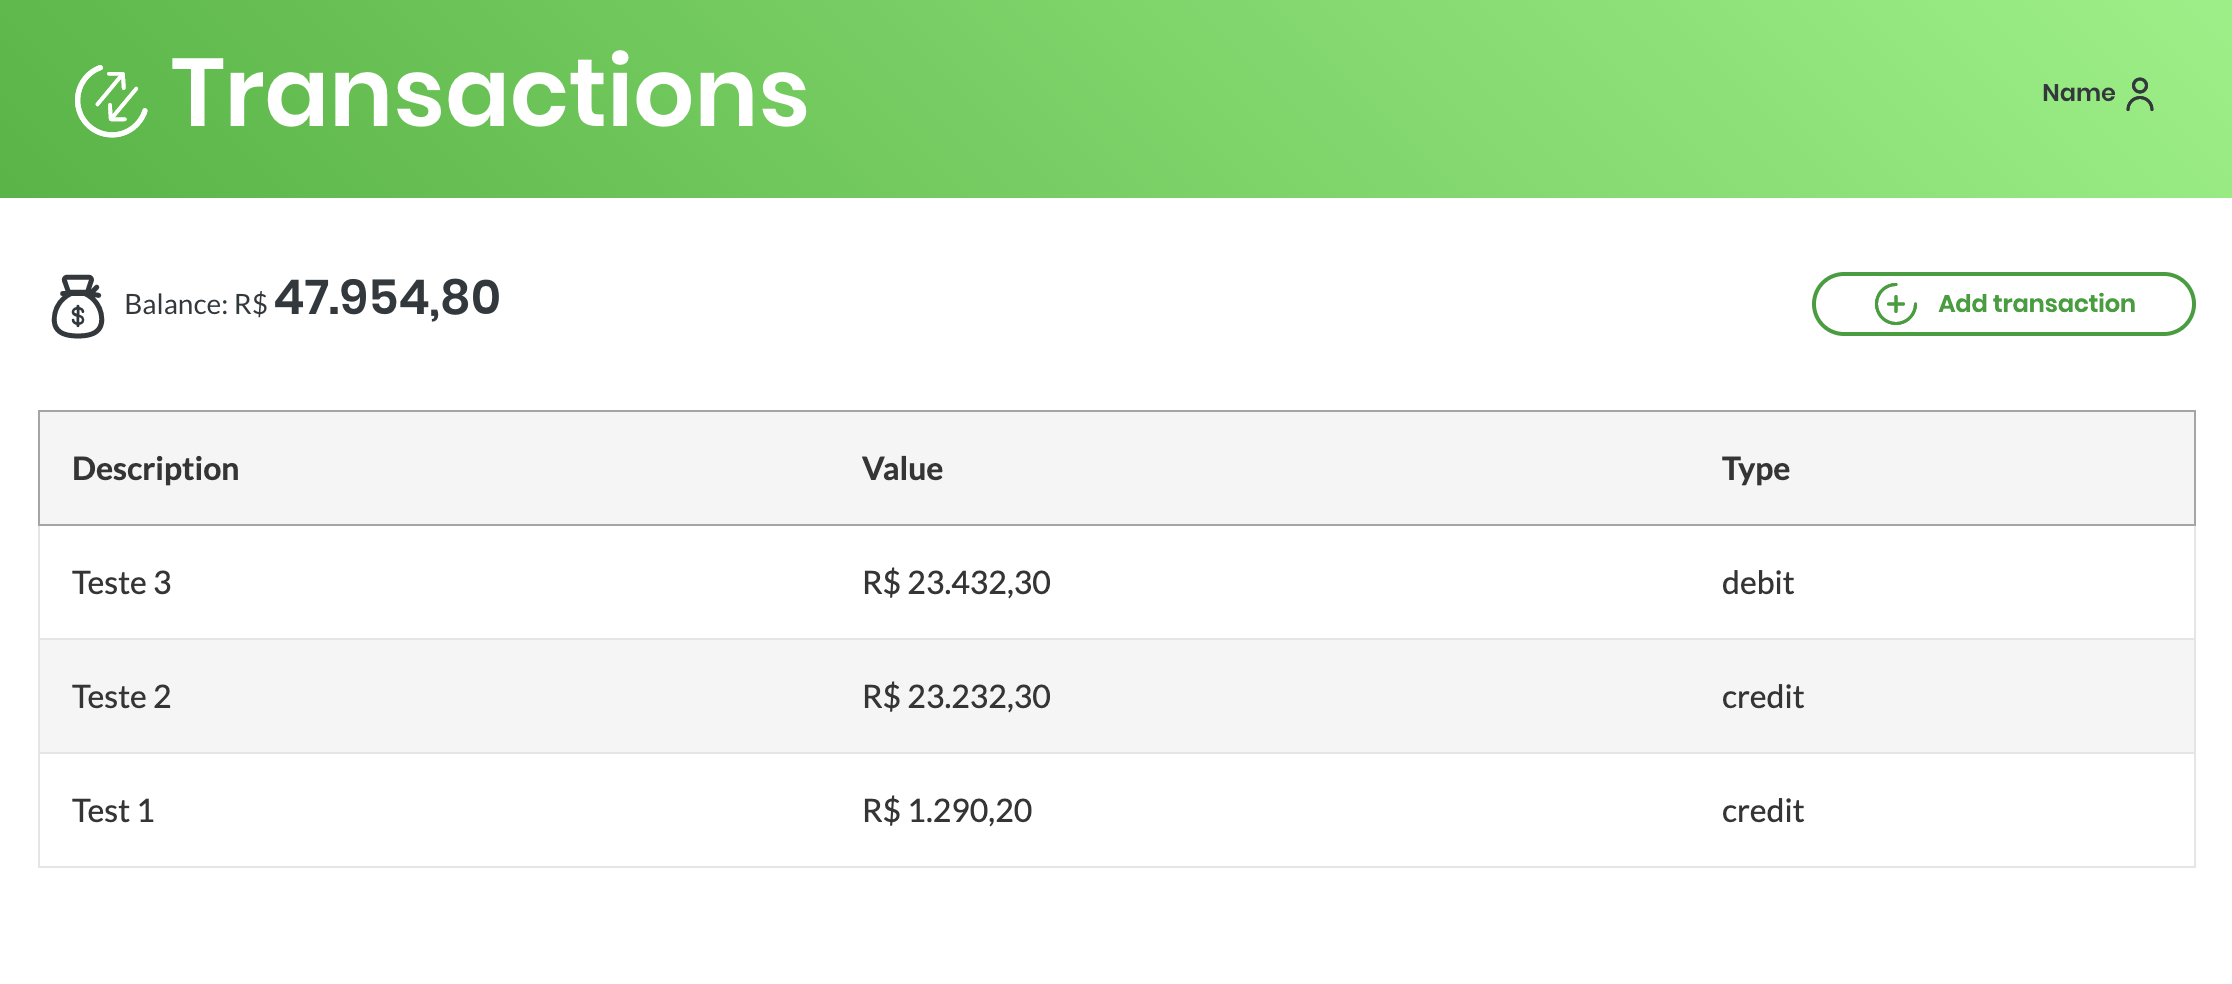 Transactions
Name
Balance: R$ 47.954,80
Add transaction
Description Value Type
Teste 3 R$ 23.432,30 debit
Teste 2 R$ 23.232,30 credit
Test 1 R$ 1.290,20 credit